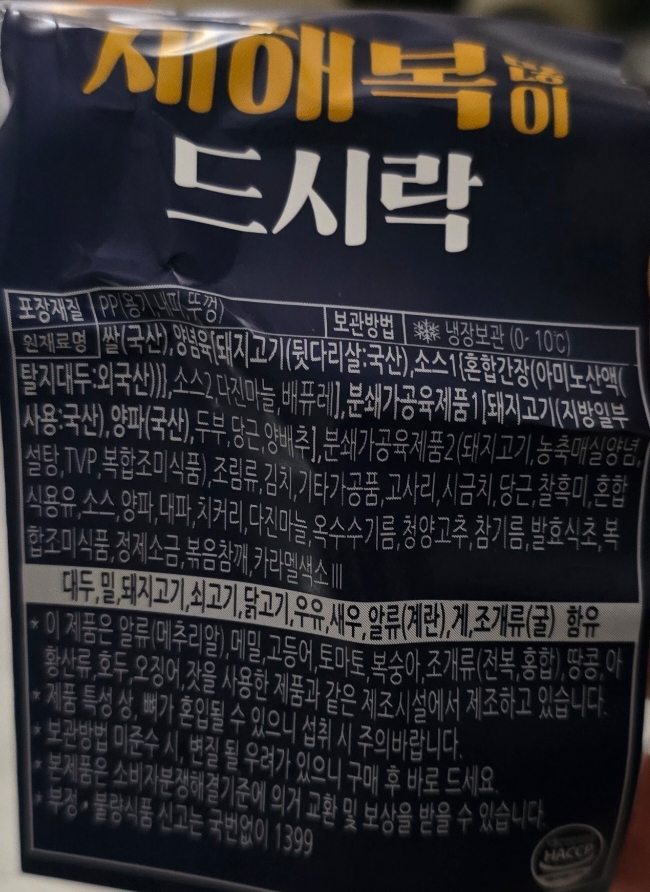 새해복많이
드시락
포장재질 PP(용기,내피,뚜껑) 보관방법 냉장보관 (0- 10℃)
원재료명 쌀(국산),양념육[돼지고기(뒷다리살:국산),소스1{혼합간장(아미노산액(
탈지대두:외국산))},소스2,다진마늘,배퓨레],분쇄가공육제품1[돼지고기(지방일부
사용:국산),양파(국산),두부,당근,양배추],분쇄가공육제품2(돼지고기,농축매실양념,
설탕,TVP,복합조미식품),조림류,김치,기타가공품,고사리,시금치,당근,찰흑미,혼합
식용유,소스,양파,대파,치커리,다진마늘,옥수수기름,청양고추,참기름,발효식초,복
합조미식품,정제소금,볶음참깨,카라멜색소III
대두,밀,돼지고기,쇠고기,닭고기,우유,새우,알류(계란),게,조개류(굴) 함유
* 이 제품은 알류(메추리알),메밀,고등어,토마토,복숭아,조개류(전복,홍합),땅콩,아
황산류,호두,오징어,잣을 사용한 제품과 같은 제조시설에서 제조하고 있습니다.
* 제품 특성상, 뼈가 혼입될 수 있으니 섭취 시 주의바랍니다.
* 보관방법 미준수 시, 변질 될 우려가 있으니 구매 후 바로 드세요.
* 본제품은 소비자분쟁해결기준에 의거 교환 및 보상을 받을 수 있습니다.
* 부정·불량식품 신고는 국번없이 1399
HACCP